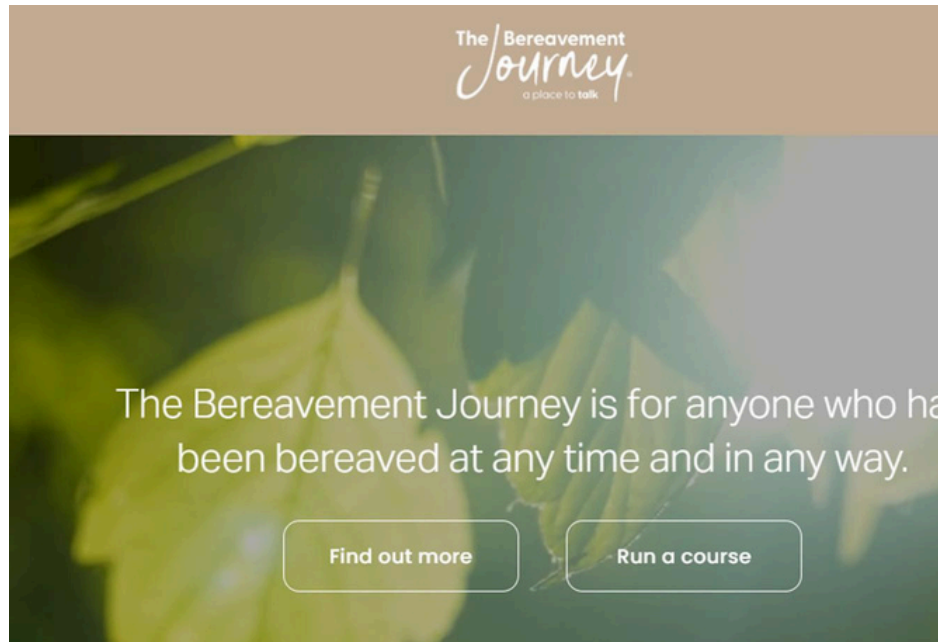 The Bereavement
Journey
a place to talk
The Bereavement Journey is for anyone who ha
been bereaved at any time and in any way.
Find out more
Run a course